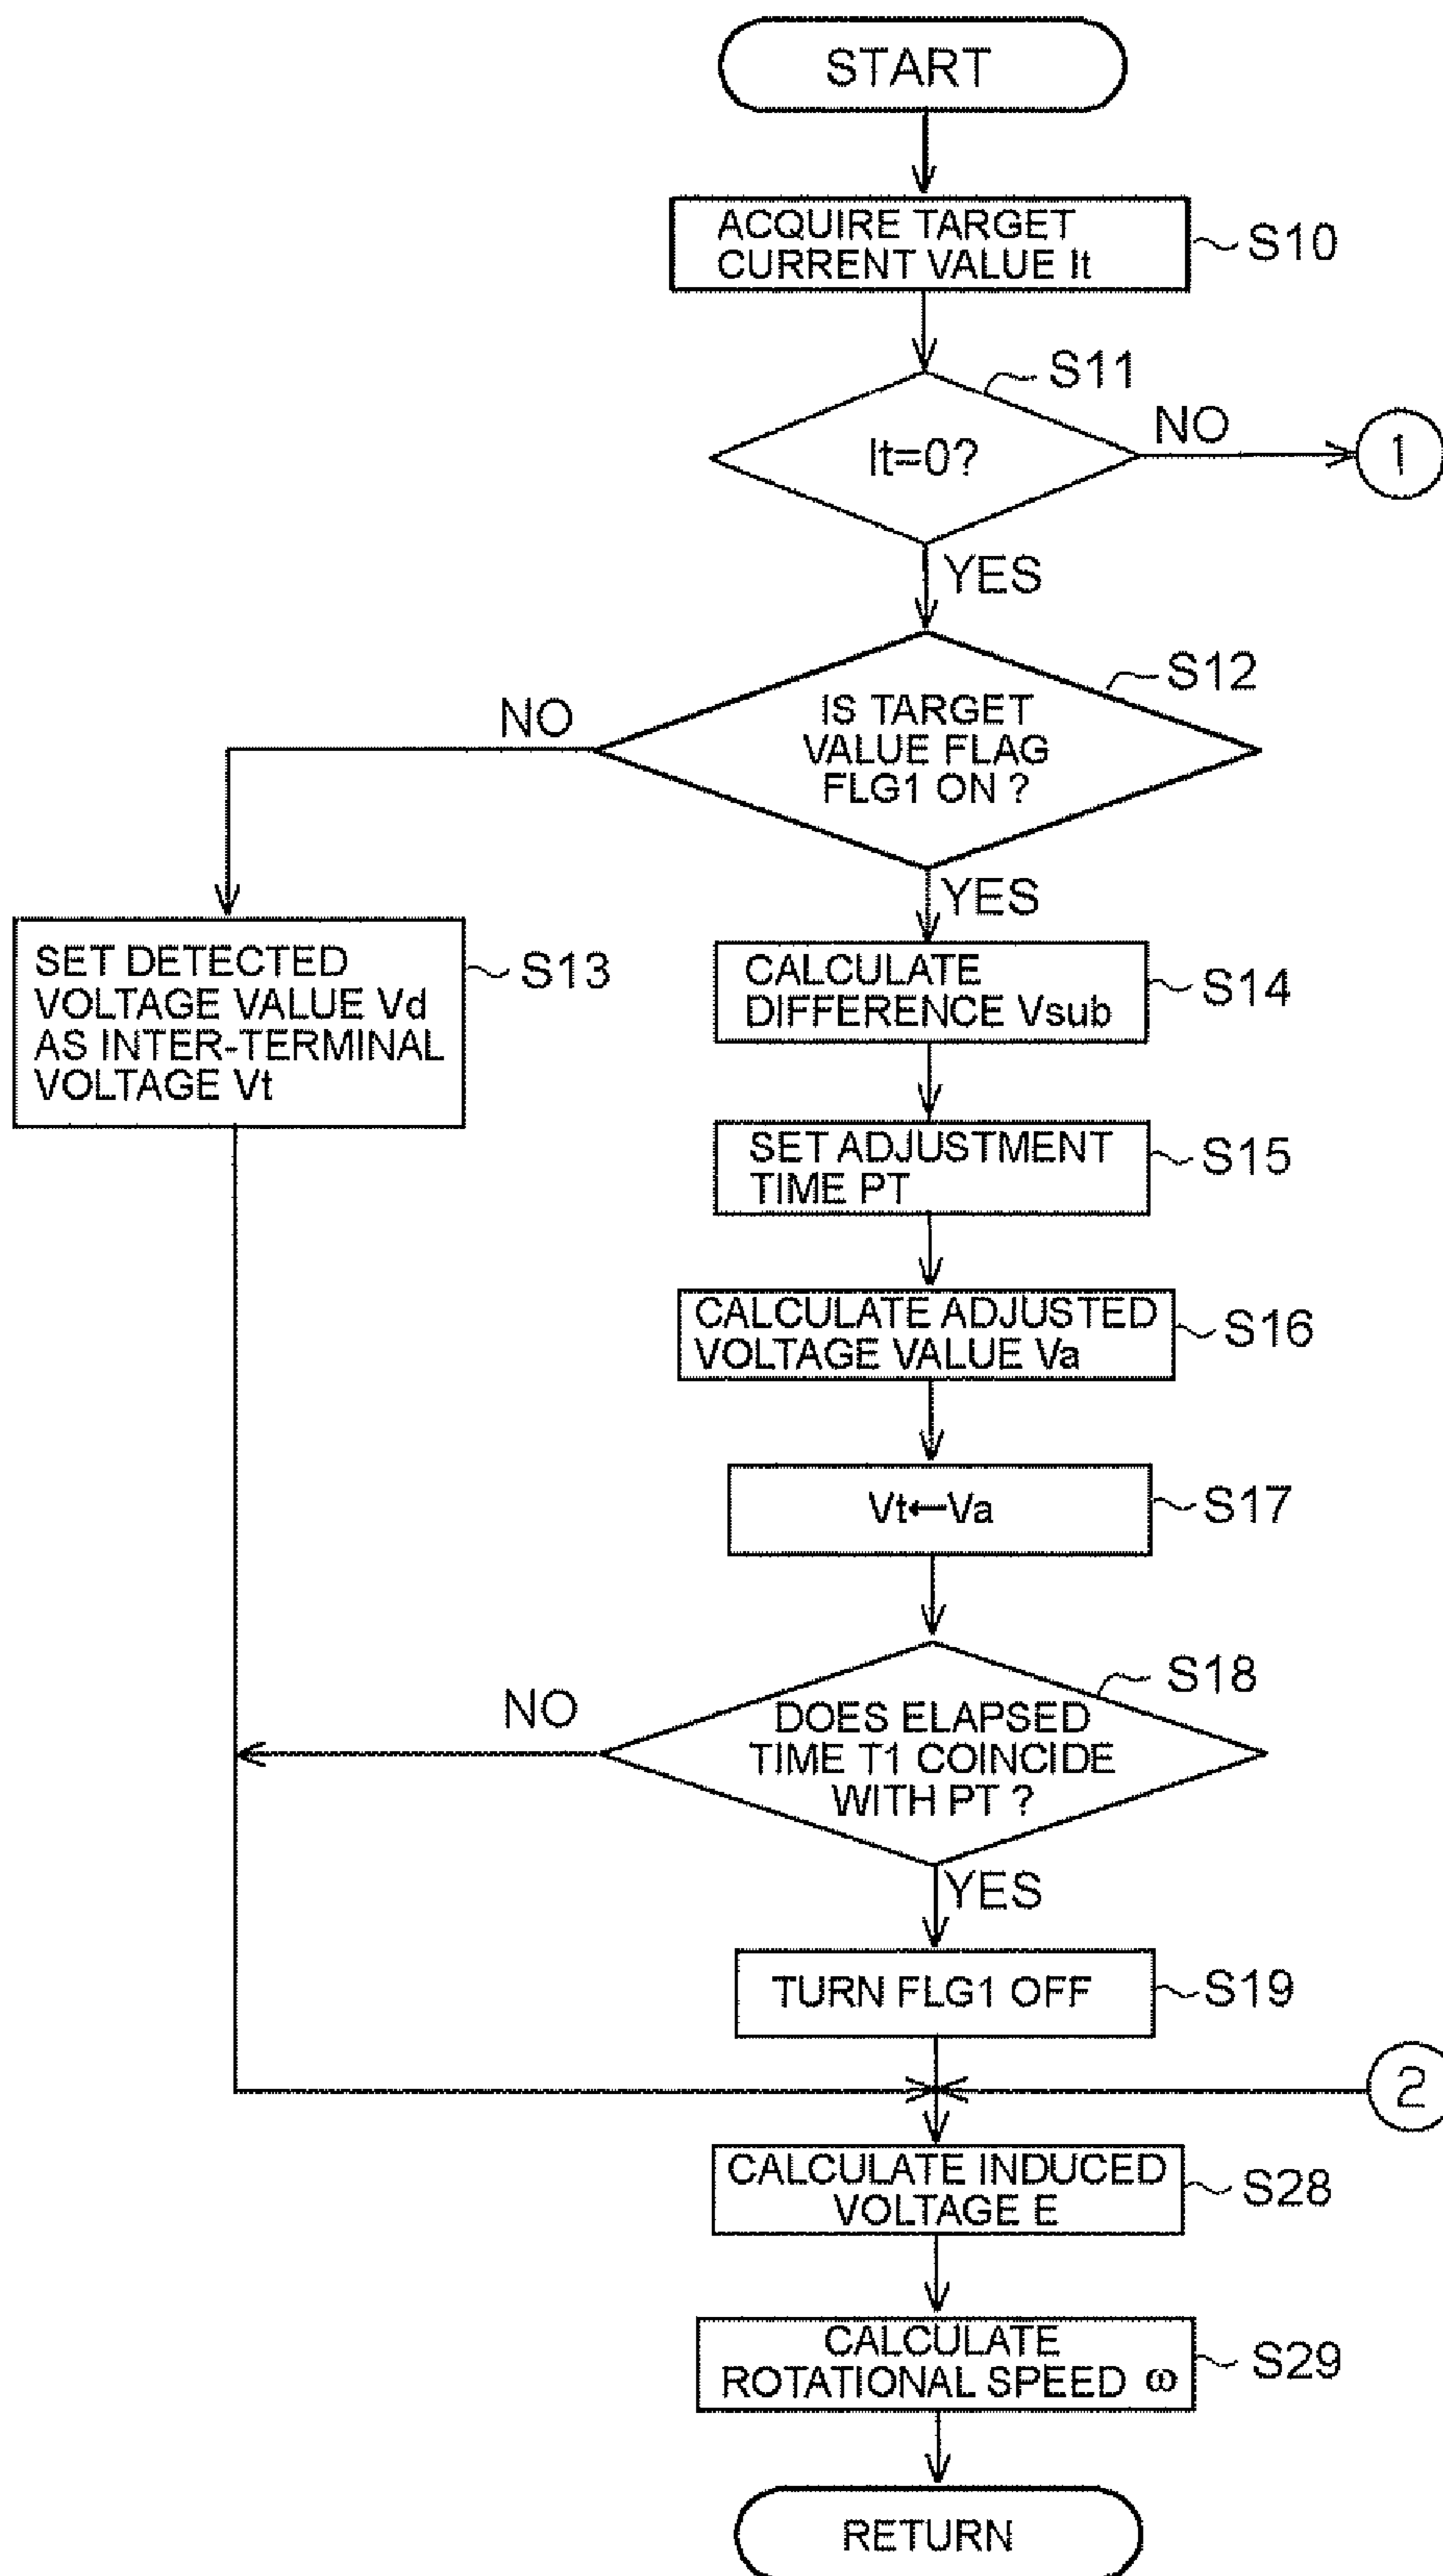 START
ACQUIRE TARGET
CURRENT VALUE It
S10
S11
It=0?
NO
1
YES
S12
IS TARGET
VALUE FLAG
FLG1 ON ?
NO
YES
SET DETECTED
VOLTAGE VALUE Vd
AS INTER-TERMINAL
VOLTAGE Vt
S13
CALCULATE
DIFFERENCE Vsub
S14
SET ADJUSTMENT
TIME PT
S15
CALCULATE ADJUSTED
VOLTAGE VALUE Va
S16
Vt←Va
S17
S18
DOES ELAPSED
TIME T1 COINCIDE
WITH PT ?
NO
YES
TURN FLG1 OFF
S19
2
CALCULATE INDUCED
VOLTAGE E
S28
CALCULATE
ROTATIONAL SPEED ω
S29
RETURN